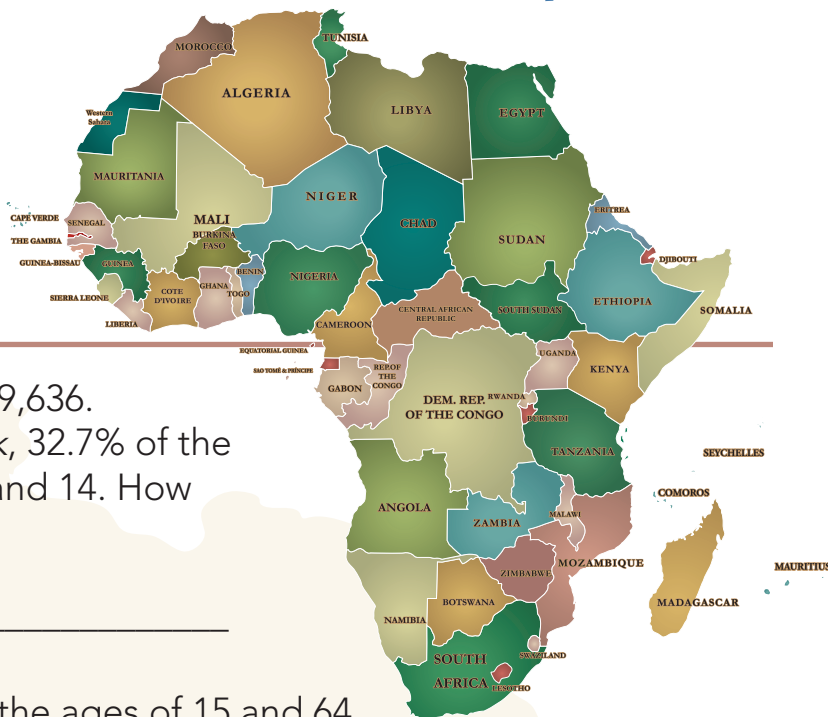 TUNISIA
MOROCCO
ALGERIA
LIBYA
EGYPT
Western
Sahara
MAURITANIA
NIGER
MALI
CHAD
SUDAN
ERITREA
CAPÉ VERDE
SENEGAL
THE GAMBIA
BURKINA
FASO
GUINEA-BISSAU
GUINEA
DJIBOUTI
BENIN
NIGERIA
GHANA
TOGO
COTE
D'IVOIRE
SIERRA LEONE
LIBERIA
ETHIOPIA
SOMALIA
CENTRAL AFRICAN
REPUBLIC
SOUTH SUDAN
CAMEROON
EQUATORIAL GUINEA
UGANDA
KENYA
SAO TOMÉ & PRÍNCIPE
GABON
REP.OF
THE
CONGO
DEM. REP.
OF THE CONGO
RWANDA
BURUNDI
TANZANIA
9,636.
k, 32.7% of the
nd 14. How
SEYCHELLES
COMOROS
ANGOLA
ZAMBIA
MALAWI
MOZAMBIQUE
ZIMBABWE
MAURITIUS
MADAGASCAR
NAMIBIA
BOTSWANA
SWAZILAND
SOUTH
AFRICA
LESOTHO
the ages of 15 and 64